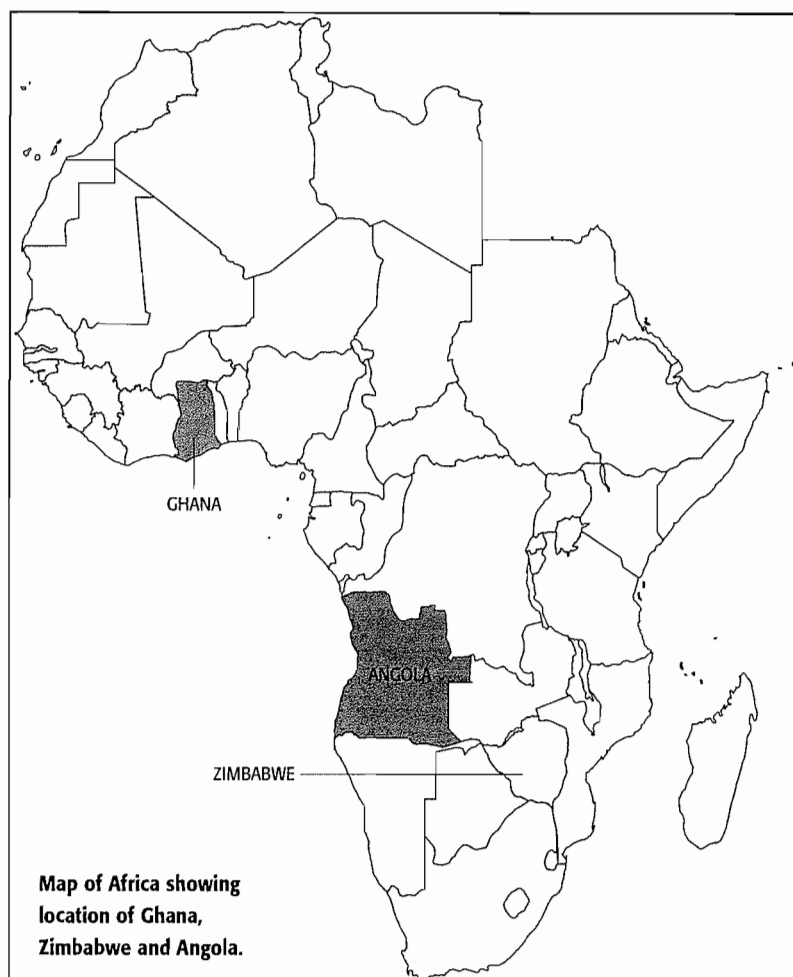 GHANA
ANGOLA
ZIMBABWE
Map of Africa showing
location of Ghana,
Zimbabwe and Angola.